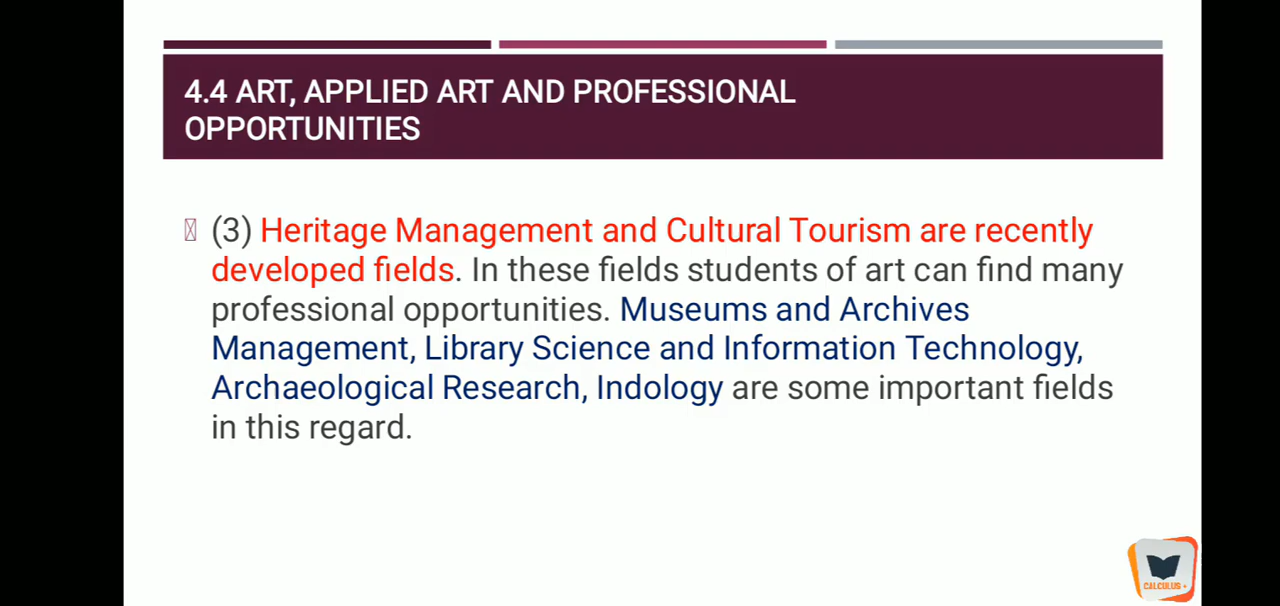 4.4 ART, APPLIED ART AND PROFESSIONAL
OPPORTUNITIES
(3) Heritage Management and Cultural Tourism are recently
developed fields. In these fields students of art can find many
professional opportunities. Museums and Archives
Management, Library Science and Information Technology,
Archaeological Research, Indology are some important fields
in this regard.
CALCULUS +